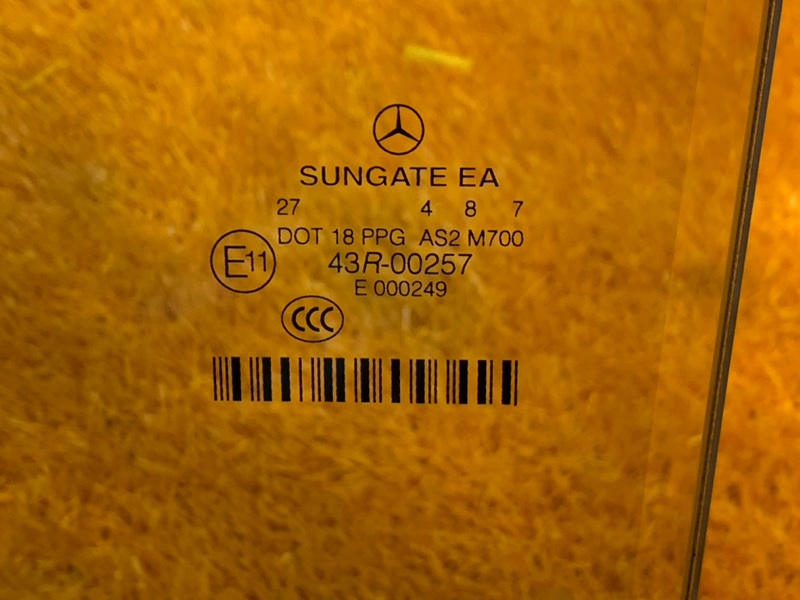 SUNGATE EA
27 4 8 7
DOT 18 PPG AS2 M700
E11 43R-00257
E 000249
CCC